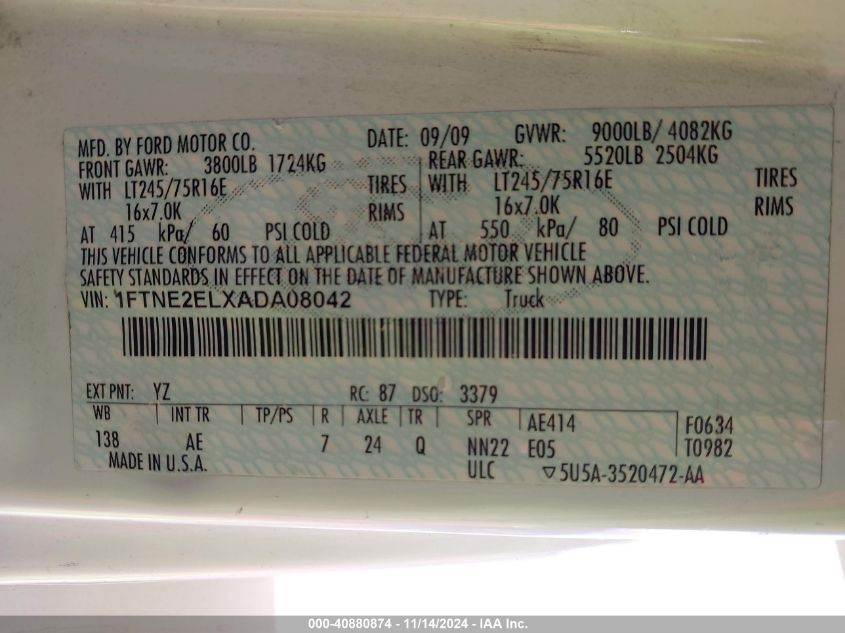 MFD. BY FORD MOTOR CO. DATE: 09/09 GVWR: 9000LB/ 4082KG
FRONT GAWR: 3800LB 1724KG REAR GAWR: 5520LB 2504KG
WITH LT245/75R16E TIRES WITH LT245/75R16E TIRES
16x7.0K RIMS 16x7.0K RIMS
AT 415 kPa/ 60 PSI COLD AT 550 kPa/ 80 PSI COLD
THIS VEHICLE CONFORMS TO ALL APPLICABLE FEDERAL MOTOR VEHICLE
SAFETY STANDARDS IN EFFECT ON THE DATE OF MANUFACTURE SHOWN ABOVE.
VIN: 1FTNE2ELXADA08042 TYPE: Truck
EXT PNT: YZ RC: 87 DSO: 3379
WB INT TR TP/PS R AXLE TR SPR AE414 F0634
138 AE 7 24 Q NN22 E05 T0982
MADE IN U.S.A. ULC ▽5U5A-3520472-AA
000-40880874 - 11/14/2024 - IAA Inc.